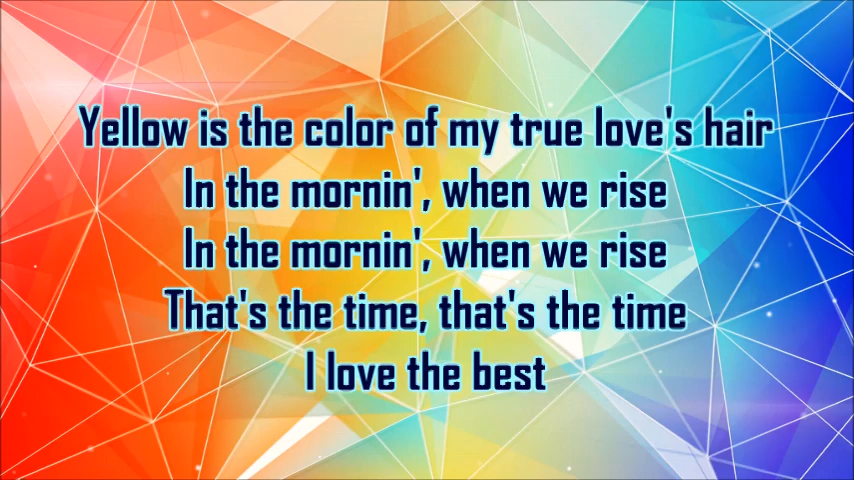 Yellow is the color of my true love's hair
In the mornin', when we rise
In the mornin', when we rise
That's the time, that's the time
I love the best